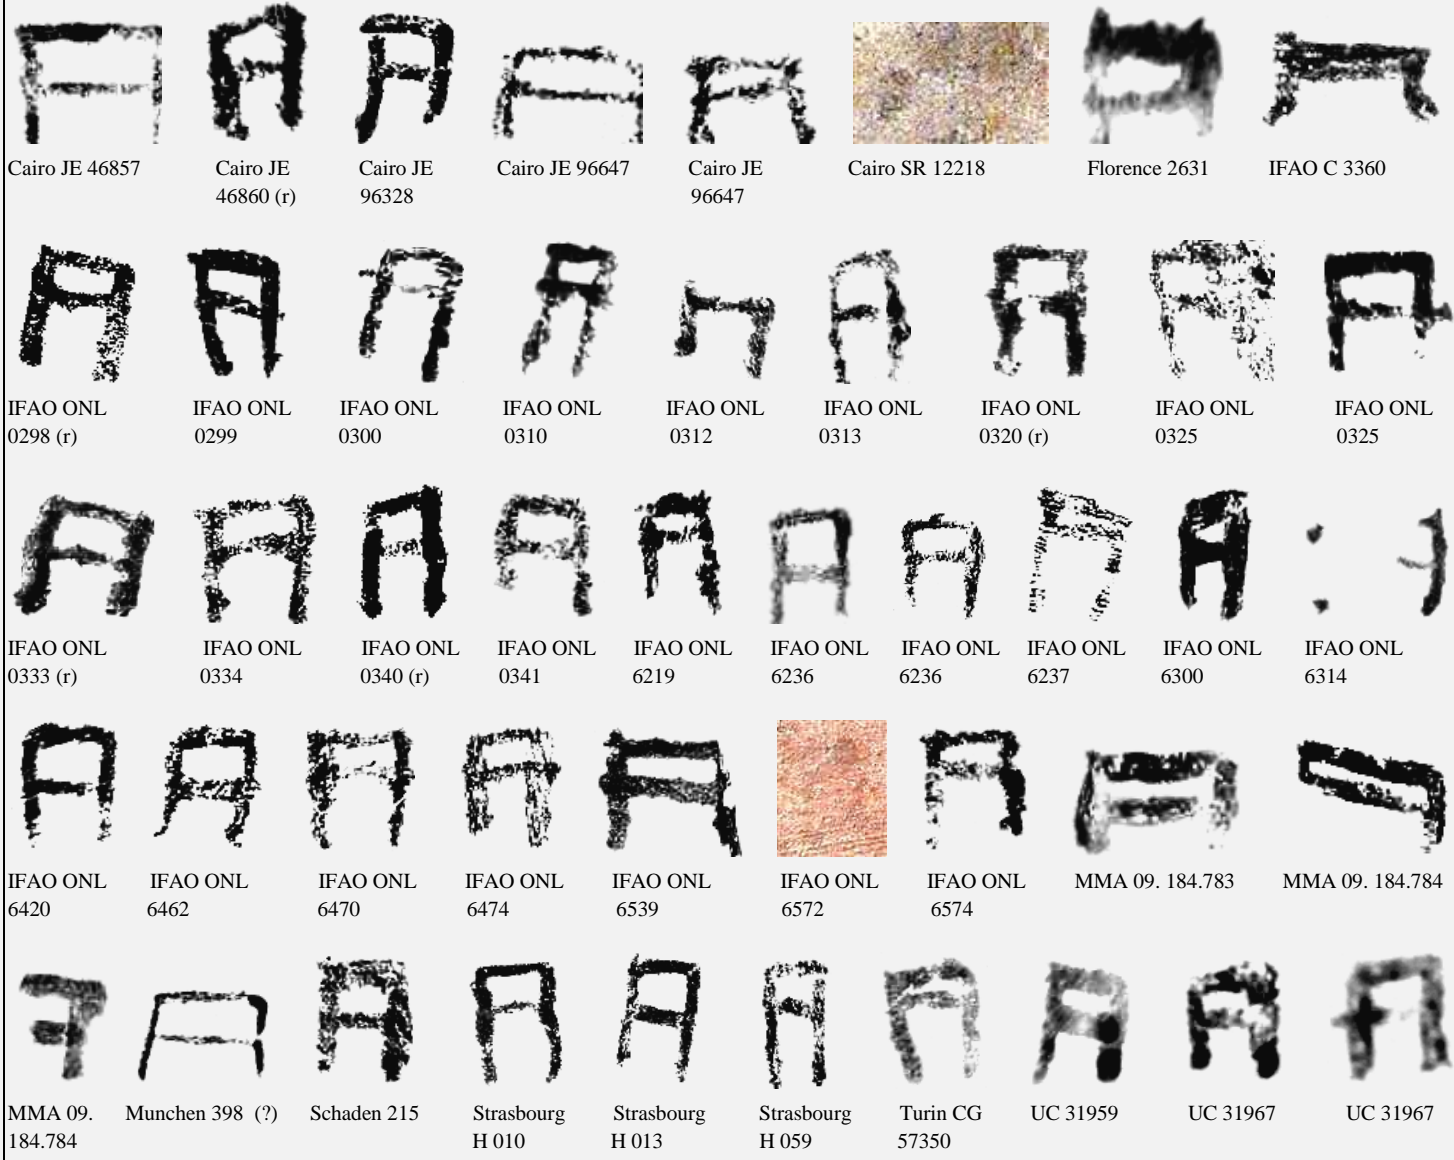 Cairo JE 46857 Cairo JE Cairo JE Cairo JE 96647 Cairo JE Cairo SR 12218 Florence 2631 IFAO C 3360
46860 (r) 96328 96647
IFAO ONL IFAO ONL IFAO ONL IFAO ONL IFAO ONL IFAO ONL IFAO ONL IFAO ONL IFAO ONL
0298 (r) 0299 0300 0310 0312 0313 0320 (r) 0325 0325
IFAO ONL IFAO ONL IFAO ONL IFAO ONL IFAO ONL IFAO ONL IFAO ONL IFAO ONL IFAO ONL IFAO ONL
0333 (r) 0334 0340 (r) 0341 6219 6236 6236 6237 6300 6314
IFAO ONL IFAO ONL IFAO ONL IFAO ONL IFAO ONL IFAO ONL IFAO ONL MMA 09. 184.783 MMA 09. 184.784
6420 6462 6470 6474 6539 6572 6574
MMA 09. Munchen 398 (?) Schaden 215 Strasbourg Strasbourg Strasbourg Turin CG UC 31959 UC 31967 UC 31967
184.784 H 010 H 013 H 059 57350